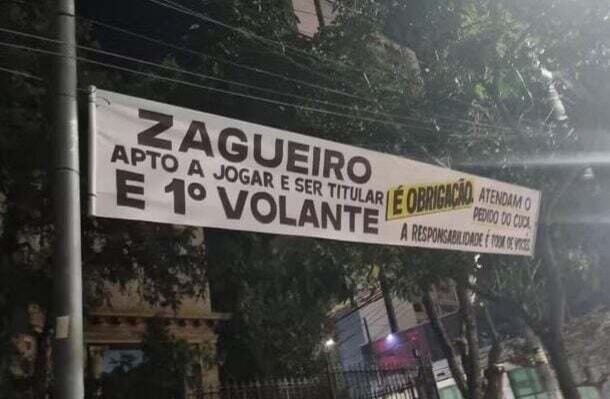 ZAGUEIRO
APTO A JOGAR E SER TITULAR
E 1º VOLANTE
É OBRIGAÇÃO.
ATENDAM O
PEDIDO DO CUCA,
A RESPONSABILIDADE É TODA DE VOCÊS